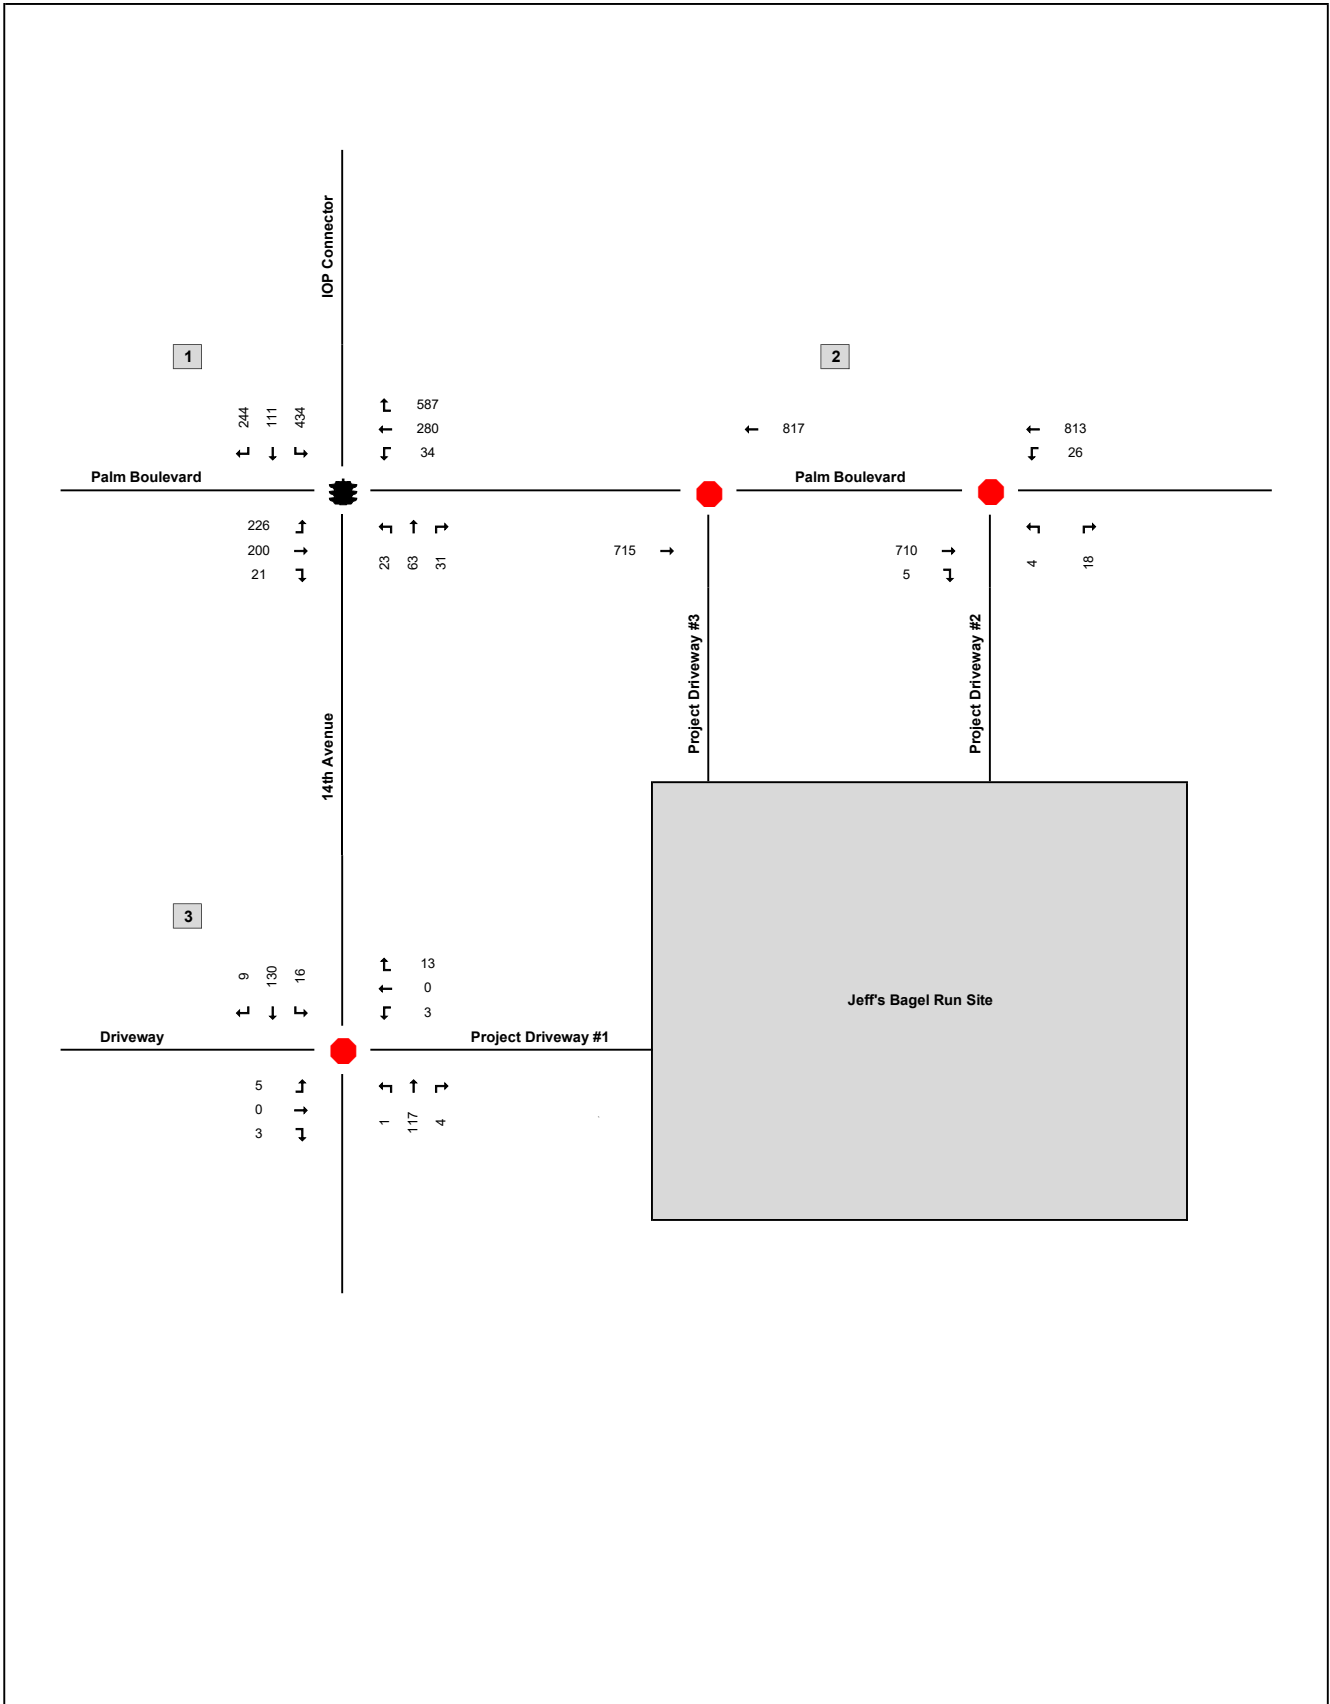 IOP Connector
1
2
244 111 434
587
280
34
817
813
26
Palm Boulevard
Palm Boulevard
226
200
21
23 63 31
715
710
5
4 18
Project Driveway #3
Project Driveway #2
14th Avenue
3
9 130 16
13
0
3
Jeff's Bagel Run Site
Driveway
Project Driveway #1
5
0
3
1 117 4